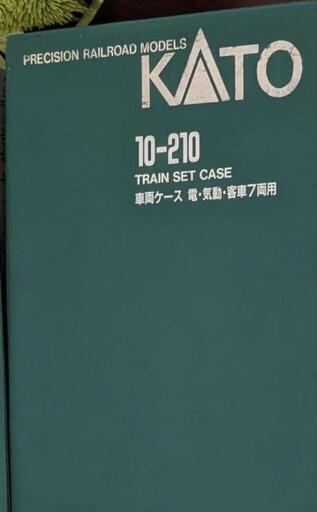 PRECISION RAILROAD MODELS
KATO
10-210
TRAIN SET CASE
車両ケース 電・気動・客車7両用